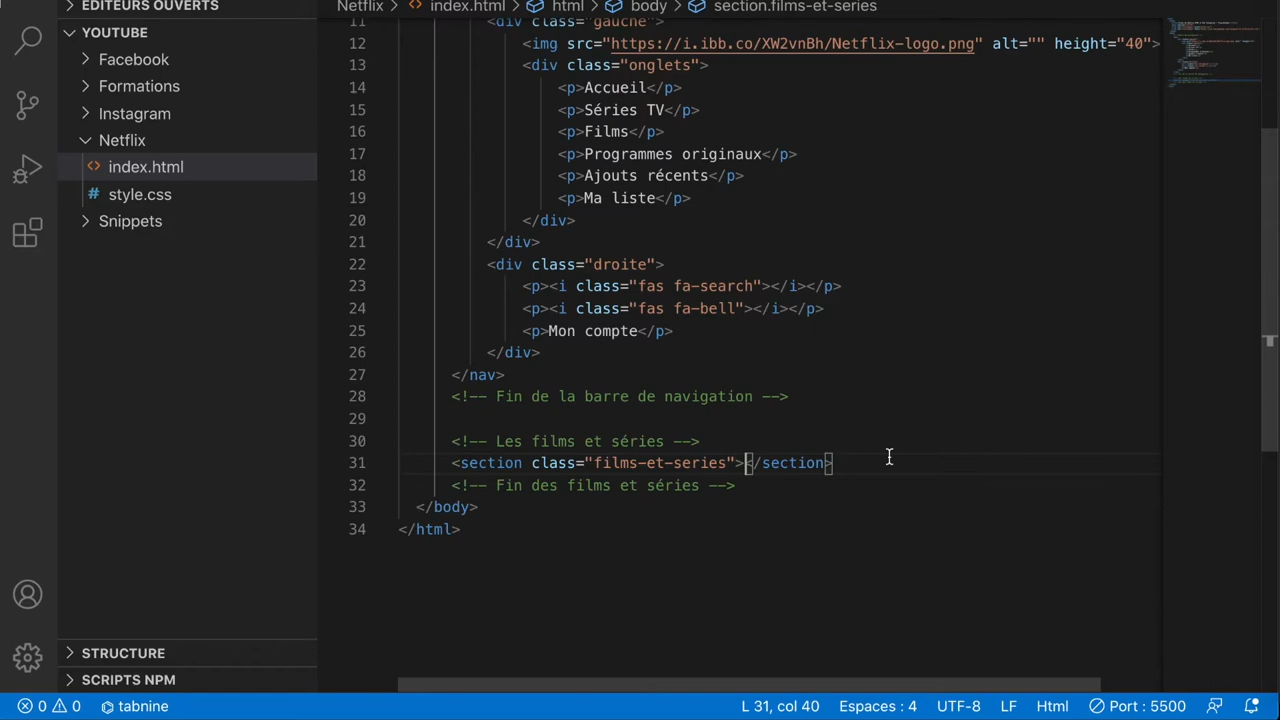 EDITEURS OUVERTS
Netflix > index.html > html > body > section.films-et-series
YOUTUBE
Facebook
Formations
Instagram
Netflix
index.html
style.css
Snippets
11 <div class="gauche">
12 <img src="https://i.ibb.co/XW2vnBh/Netflix-logo.png" alt="" height="40">
13 <div class="onglets">
14 <p>Accueil</p>
15 <p>Séries TV</p>
16 <p>Films</p>
17 <p>Programmes originaux</p>
18 <p>Ajouts récents</p>
19 <p>Ma liste</p>
20 </div>
21 </div>
22 <div class="droite">
23 <p><i class="fas fa-search"></i></p>
24 <p><i class="fas fa-bell"></i></p>
25 <p>Mon compte</p>
26 </div>
27 </nav>
28 <!-- Fin de la barre de navigation -->
29
30 <!-- Les films et séries -->
31 <section class="films-et-series"></section>
32 <!-- Fin des films et séries -->
33 </body>
34 </html>
STRUCTURE
SCRIPTS NPM
0 0 tabnine L 31, col 40 Espaces : 4 UTF-8 LF Html Port : 5500